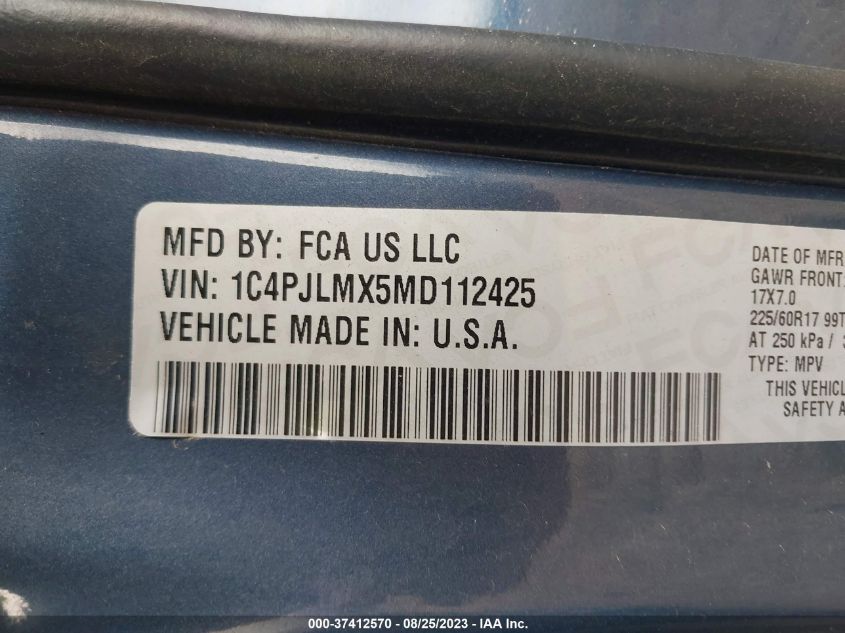 MFD BY: FCA US LLC
VIN: 1C4PJLMX5MD112425
VEHICLE MADE IN: U.S.A.
DATE OF MFR
GAWR FRONT:
17X7.0
225/60R17 99T
AT 250 kPa /
TYPE: MPV
THIS VEHICL
SAFETY A
000-37412570 - 08/25/2023 - IAA Inc.